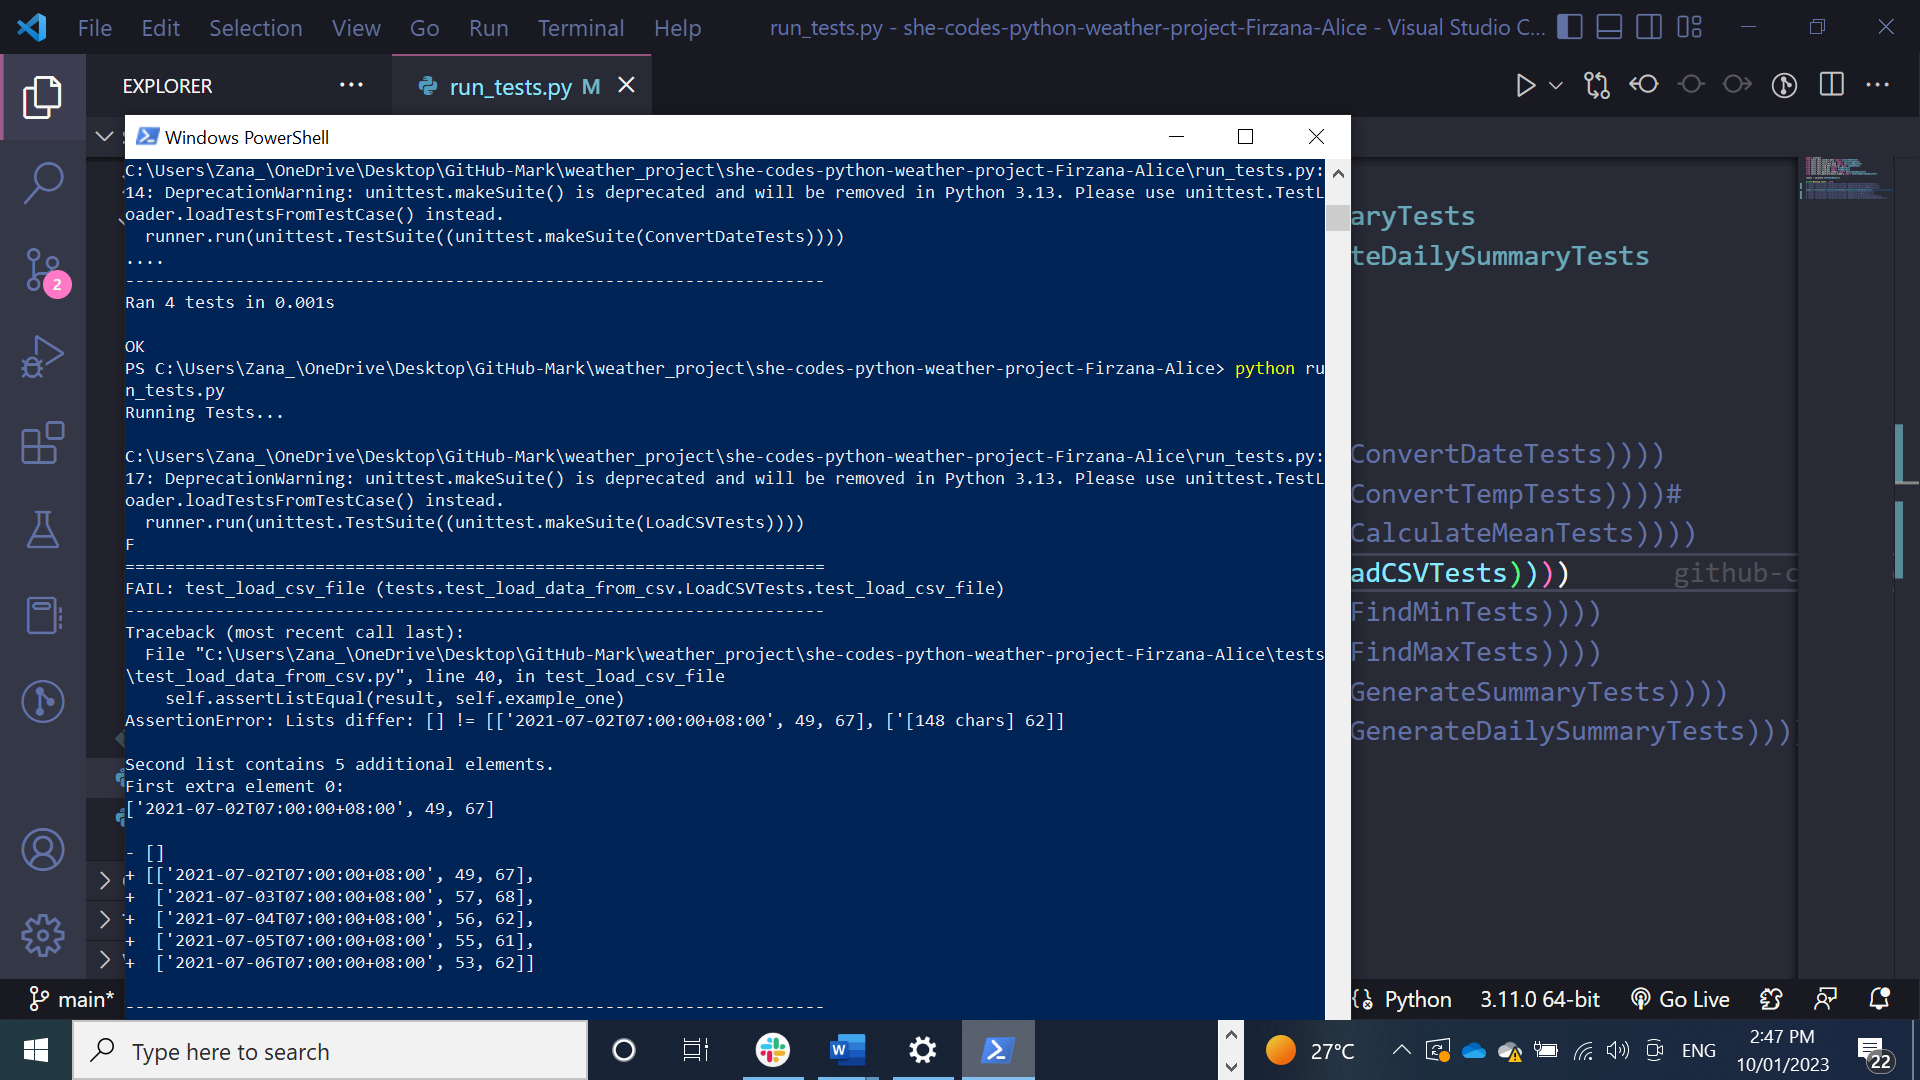 File Edit Selection View Go Run Terminal Help run_tests.py - she-codes-python-weather-project-Firzana-Alice - Visual Studio C...
EXPLORER ... run_tests.py M
Windows PowerShell
C:\Users\Zana_\OneDrive\Desktop\GitHub-Mark\weather_project\she-codes-python-weather-project-Firzana-Alice\run_tests.py:
14: DeprecationWarning: unittest.makeSuite() is deprecated and will be removed in Python 3.13. Please use unittest.TestL
oader.loadTestsFromTestCase() instead.
  runner.run(unittest.TestSuite((unittest.makeSuite(ConvertDateTests))))
....
----------------------------------------------------------------------
Ran 4 tests in 0.001s
OK
PS C:\Users\Zana_\OneDrive\Desktop\GitHub-Mark\weather_project\she-codes-python-weather-project-Firzana-Alice> python ru
n_tests.py
Running Tests...
C:\Users\Zana_\OneDrive\Desktop\GitHub-Mark\weather_project\she-codes-python-weather-project-Firzana-Alice\run_tests.py:
17: DeprecationWarning: unittest.makeSuite() is deprecated and will be removed in Python 3.13. Please use unittest.TestL
oader.loadTestsFromTestCase() instead.
  runner.run(unittest.TestSuite((unittest.makeSuite(LoadCSVTests))))
F
======================================================================
FAIL: test_load_csv_file (tests.test_load_data_from_csv.LoadCSVTests.test_load_csv_file)
----------------------------------------------------------------------
Traceback (most recent call last):
  File "C:\Users\Zana_\OneDrive\Desktop\GitHub-Mark\weather_project\she-codes-python-weather-project-Firzana-Alice\tests
\test_load_data_from_csv.py", line 40, in test_load_csv_file
    self.assertListEqual(result, self.example_one)
AssertionError: Lists differ: [] != [['2021-07-02T07:00:00+08:00', 49, 67], ['[148 chars] 62]]
Second list contains 5 additional elements.
First extra element 0:
['2021-07-02T07:00:00+08:00', 49, 67]
- []
+ [['2021-07-02T07:00:00+08:00', 49, 67],
+  ['2021-07-03T07:00:00+08:00', 57, 68],
+  ['2021-07-04T07:00:00+08:00', 56, 62],
+  ['2021-07-05T07:00:00+08:00', 55, 61],
+  ['2021-07-06T07:00:00+08:00', 53, 62]]
----------------------------------------------------------------------
aryTests
teDailySummaryTests
ConvertDateTests))))
ConvertTempTests))))#
CalculateMeanTests))))
adCSVTests)))) github-c
FindMinTests))))
FindMaxTests))))
GenerateSummaryTests))))
GenerateDailySummaryTests))))
2
main* Python 3.11.0 64-bit Go Live
Type here to search 27°C ENG 2:47 PM
10/01/2023 22